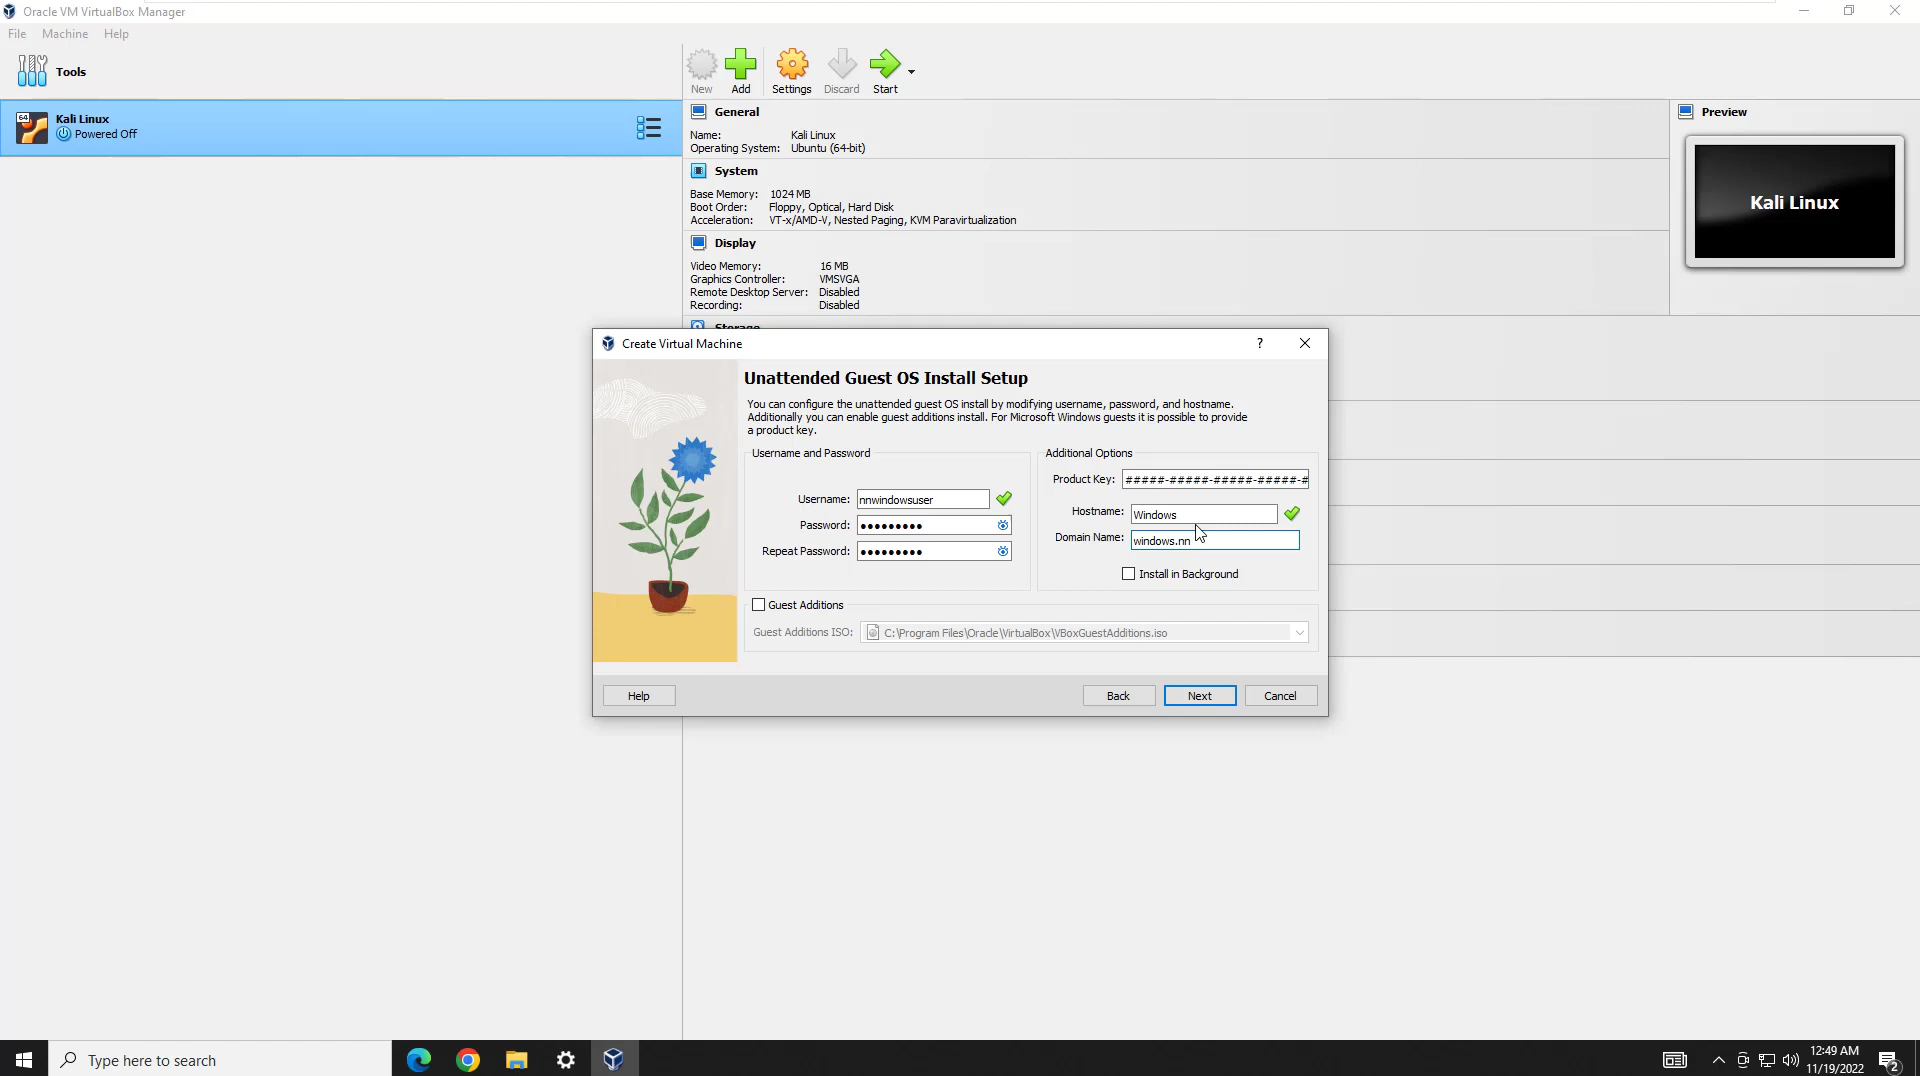 Oracle VM VirtualBox Manager
File Machine Help
Tools
New Add Settings Discard Start
64
Kali Linux
Powered Off
General
Name: Kali Linux
Operating System: Ubuntu (64-bit)
System
Base Memory: 1024 MB
Boot Order: Floppy, Optical, Hard Disk
Acceleration: VT-x/AMD-V, Nested Paging, KVM Paravirtualization
Display
Video Memory: 16 MB
Graphics Controller: VMSVGA
Remote Desktop Server: Disabled
Recording: Disabled
Storage
Preview
Kali Linux
Create Virtual Machine
?
Unattended Guest OS Install Setup
You can configure the unattended guest OS install by modifying username, password, and hostname.
Additionally you can enable guest additions install. For Microsoft Windows guests it is possible to provide
a product key.
Username and Password
Username: nnwindowsuser
Password: ●●●●●●●●●
Repeat Password: ●●●●●●●●●
Additional Options
Product Key: #####-#####-#####-#####-#
Hostname: Windows
Domain Name: windows.nn
Install in Background
Guest Additions
Guest Additions ISO: C:\Program Files\Oracle\VirtualBox\VBoxGuestAdditions.iso
Help Back Next Cancel
Type here to search
12:49 AM
11/19/2022
2